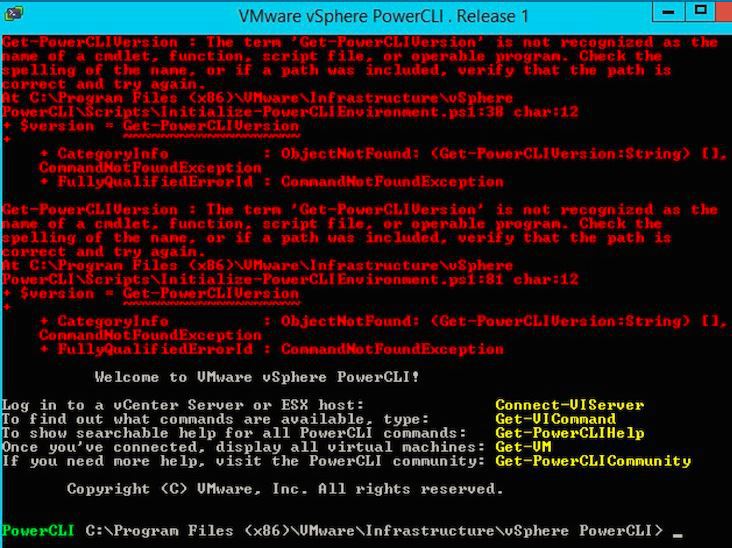 VMware vSphere PowerCLI . Release 1
Get-PowerCLIVersion : The term 'Get-PowerCLIVersion' is not recognized as the
name of a cmdlet, function, script file, or operable program. Check the
spelling of the name, or if a path was included, verify that the path is
correct and try again.
At C:\Program Files (x86)\VMware\Infrastructure\vSphere
PowerCLI\Scripts\Initialize-PowerCLIEnvironment.ps1:38 char:12
+ $version = Get-PowerCLIVersion
+
+ CategoryInfo : ObjectNotFound: (Get-PowerCLIVersion:String) [],
CommandNotFoundException
+ FullyQualifiedErrorId : CommandNotFoundException
Get-PowerCLIVersion : The term 'Get-PowerCLIVersion' is not recognized as the
name of a cmdlet, function, script file, or operable program. Check the
spelling of the name, or if a path was included, verify that the path is
correct and try again.
At C:\Program Files (x86)\VMware\Infrastructure\vSphere
PowerCLI\Scripts\Initialize-PowerCLIEnvironment.ps1:81 char:12
+ $version = Get-PowerCLIVersion
+
+ CategoryInfo : ObjectNotFound: (Get-PowerCLIVersion:String) [],
CommandNotFoundException
+ FullyQualifiedErrorId : CommandNotFoundException
Welcome to VMware vSphere PowerCLI!
Log in to a vCenter Server or ESX host: Connect-VIServer
To find out what commands are available, type: Get-VICommand
To show searchable help for all PowerCLI commands: Get-PowerCLIHelp
Once you've connected, display all virtual machines: Get-VM
If you need more help, visit the PowerCLI community: Get-PowerCLICommunity
Copyright (C) VMware, Inc. All rights reserved.
PowerCLI C:\Program Files (x86)\VMware\Infrastructure\vSphere PowerCLI> _